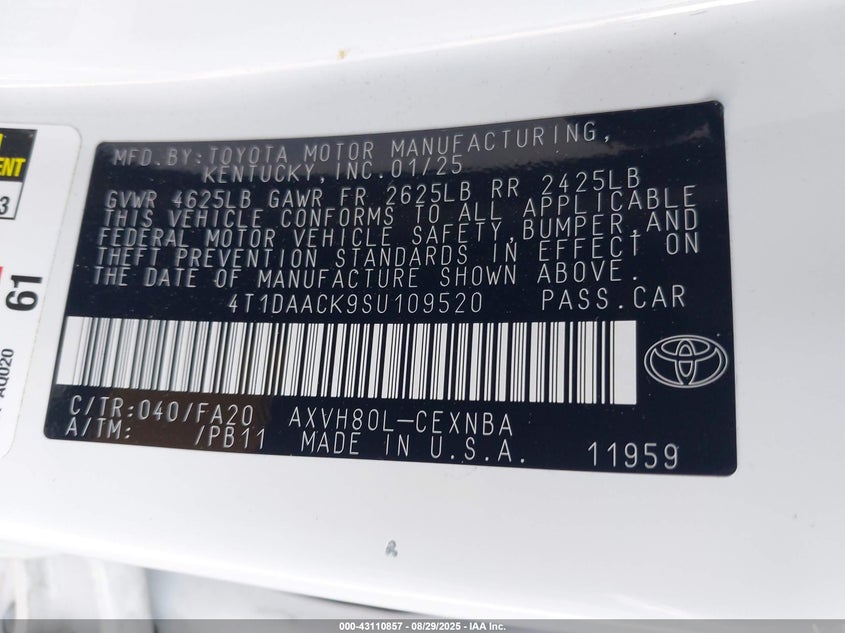 MFD.BY:TOYOTA MOTOR MANUFACTURING,
KENTUCKY,INC.01/25
GVWR 4625LB GAWR FR 2625LB RR 2425LB
THIS VEHICLE CONFORMS TO ALL APPLICABLE
FEDERAL MOTOR VEHICLE SAFETY,BUMPER,AND
THEFT PREVENTION STANDARDS IN EFFECT ON
THE DATE OF MANUFACTURE SHOWN ABOVE.
4T1DAACK9SU109520 PASS.CAR
C/TR:040/FA20 AXVH80L-CEXNBA
A/TM: /PB11 MADE IN U.S.A.
11959
3
61
AQ020
000-43110857 - 08/29/2025 - IAA Inc.